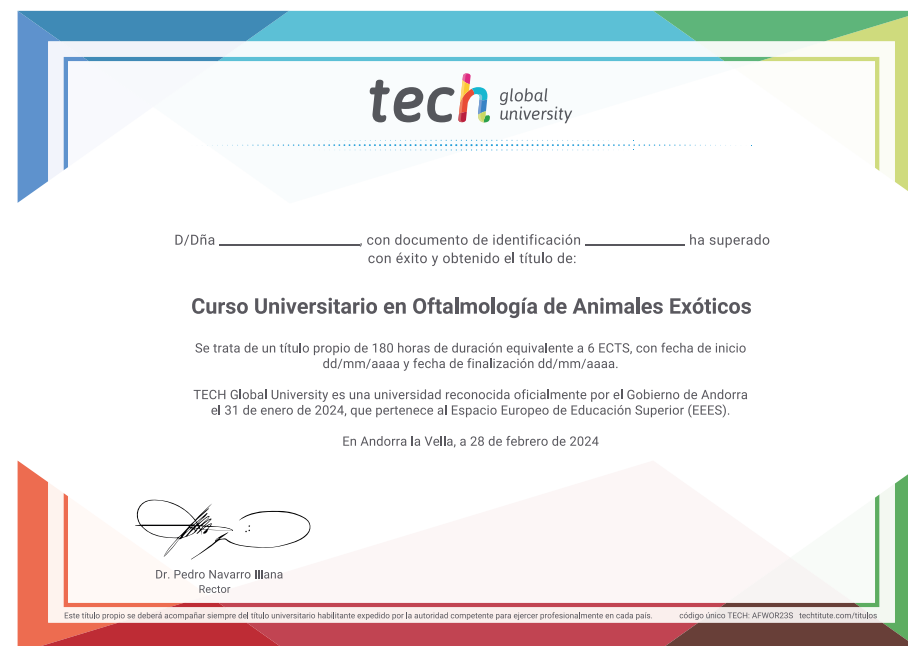 tech global university
D/Dña ____________________, con documento de identificación ______________ ha superado
con éxito y obtenido el título de:
Curso Universitario en Oftalmología de Animales Exóticos
Se trata de un título propio de 180 horas de duración equivalente a 6 ECTS, con fecha de inicio
dd/mm/aaaa y fecha de finalización dd/mm/aaaa.
TECH Global University es una universidad reconocida oficialmente por el Gobierno de Andorra
el 31 de enero de 2024, que pertenece al Espacio Europeo de Educación Superior (EEES).
En Andorra la Vella, a 28 de febrero de 2024
Dr. Pedro Navarro Illana
Rector
Este título propio se deberá acompañar siempre del título universitario habilitante expedido por la autoridad competente para ejercer profesionalmente en cada país. código único TECH: AFWOR23S techtitute.com/titulos